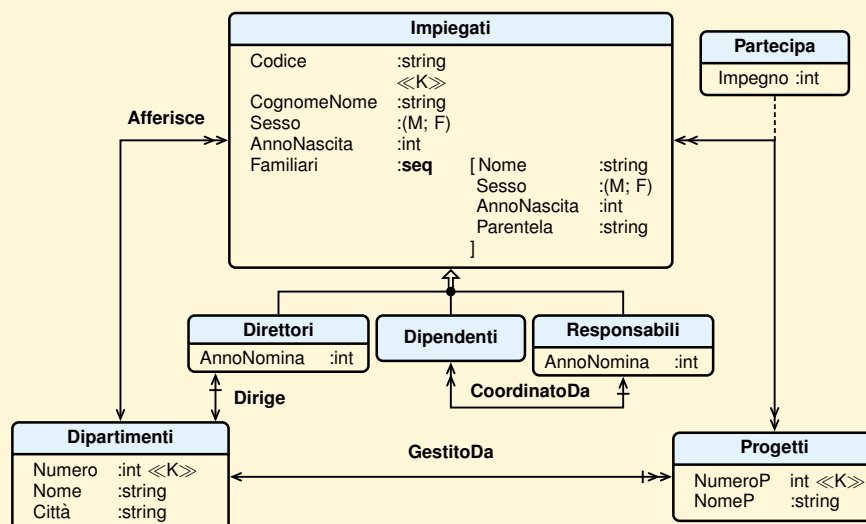 Impiegati
Codice :string
≪K≫
CognomeNome :string
Sesso :(M; F)
AnnoNascita :int
Familiari :seq [ Nome :string
Sesso :(M; F)
AnnoNascita :int
Parentela :string
]
Partecipa
Impegno :int
Afferisce
Direttori
AnnoNomina :int
Dipendenti
Responsabili
AnnoNomina :int
Dirige
CoordinatoDa
Dipartimenti
Numero :int ≪K≫
Nome :string
Città :string
GestitoDa
Progetti
NumeroP int ≪K≫
NomeP :string